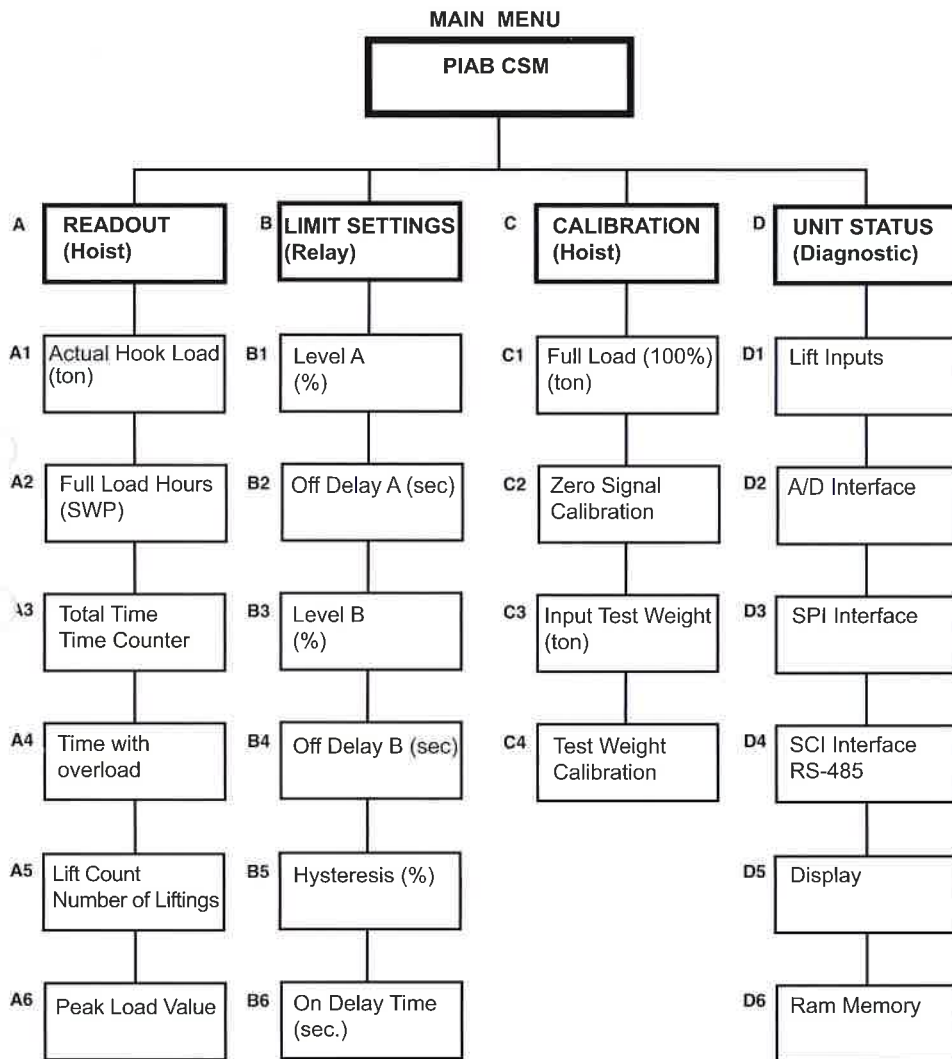 MAIN MENU
PIAB CSM
A
READOUT
(Hoist)
B
LIMIT SETTINGS
(Relay)
C
CALIBRATION
(Hoist)
D
UNIT STATUS
(Diagnostic)
A1
Actual Hook Load
(ton)
B1
Level A
(%)
C1
Full Load (100%)
(ton)
D1
Lift Inputs
A2
Full Load Hours
(SWP)
B2
Off Delay A (sec)
C2
Zero Signal
Calibration
D2
A/D Interface
A3
Total Time
Time Counter
B3
Level B
(%)
C3
Input Test Weight
(ton)
D3
SPI Interface
A4
Time with
overload
B4
Off Delay B (sec)
C4
Test Weight
Calibration
D4
SCI Interface
RS-485
A5
Lift Count
Number of Liftings
B5
Hysteresis (%)
D5
Display
A6
Peak Load Value
B6
On Delay Time
(sec.)
D6
Ram Memory